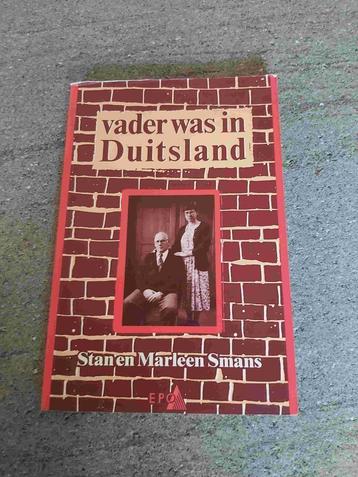 vader was in
Duitsland
Stan en Marleen Smans
EPO